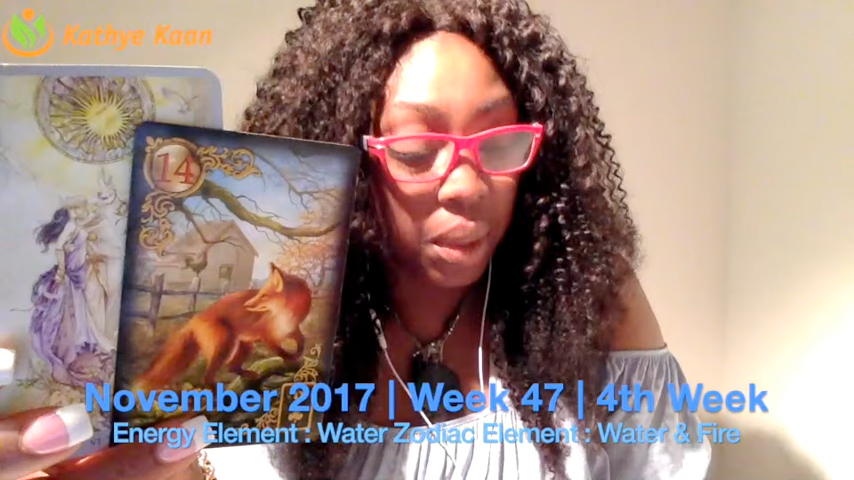 Kathye Kaan
14
November 2017 | Week 47 | 4th Week
Energy Element : Water Zodiac Element : Water & Fire